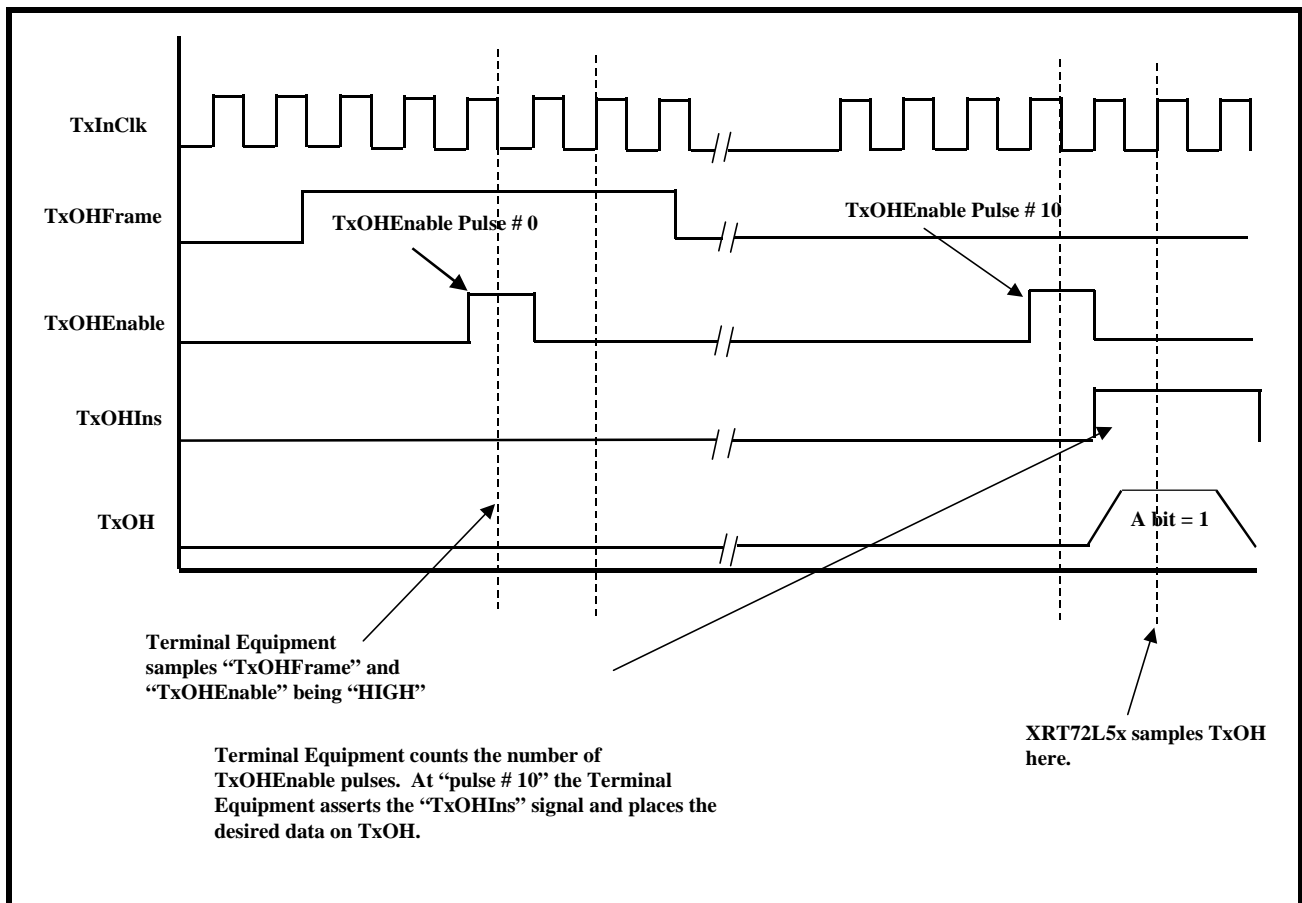 TxInClk
TxOHFrame
TxOHEnable Pulse # 0
TxOHEnable Pulse # 10
TxOHEnable
TxOHIns
TxOH
A bit = 1
Terminal Equipment
samples “TxOHFrame” and
“TxOHEnable” being “HIGH”
XRT72L5x samples TxOH
here.
Terminal Equipment counts the number of
TxOHEnable pulses. At “pulse # 10” the Terminal
Equipment asserts the “TxOHIns” signal and places the
desired data on TxOH.